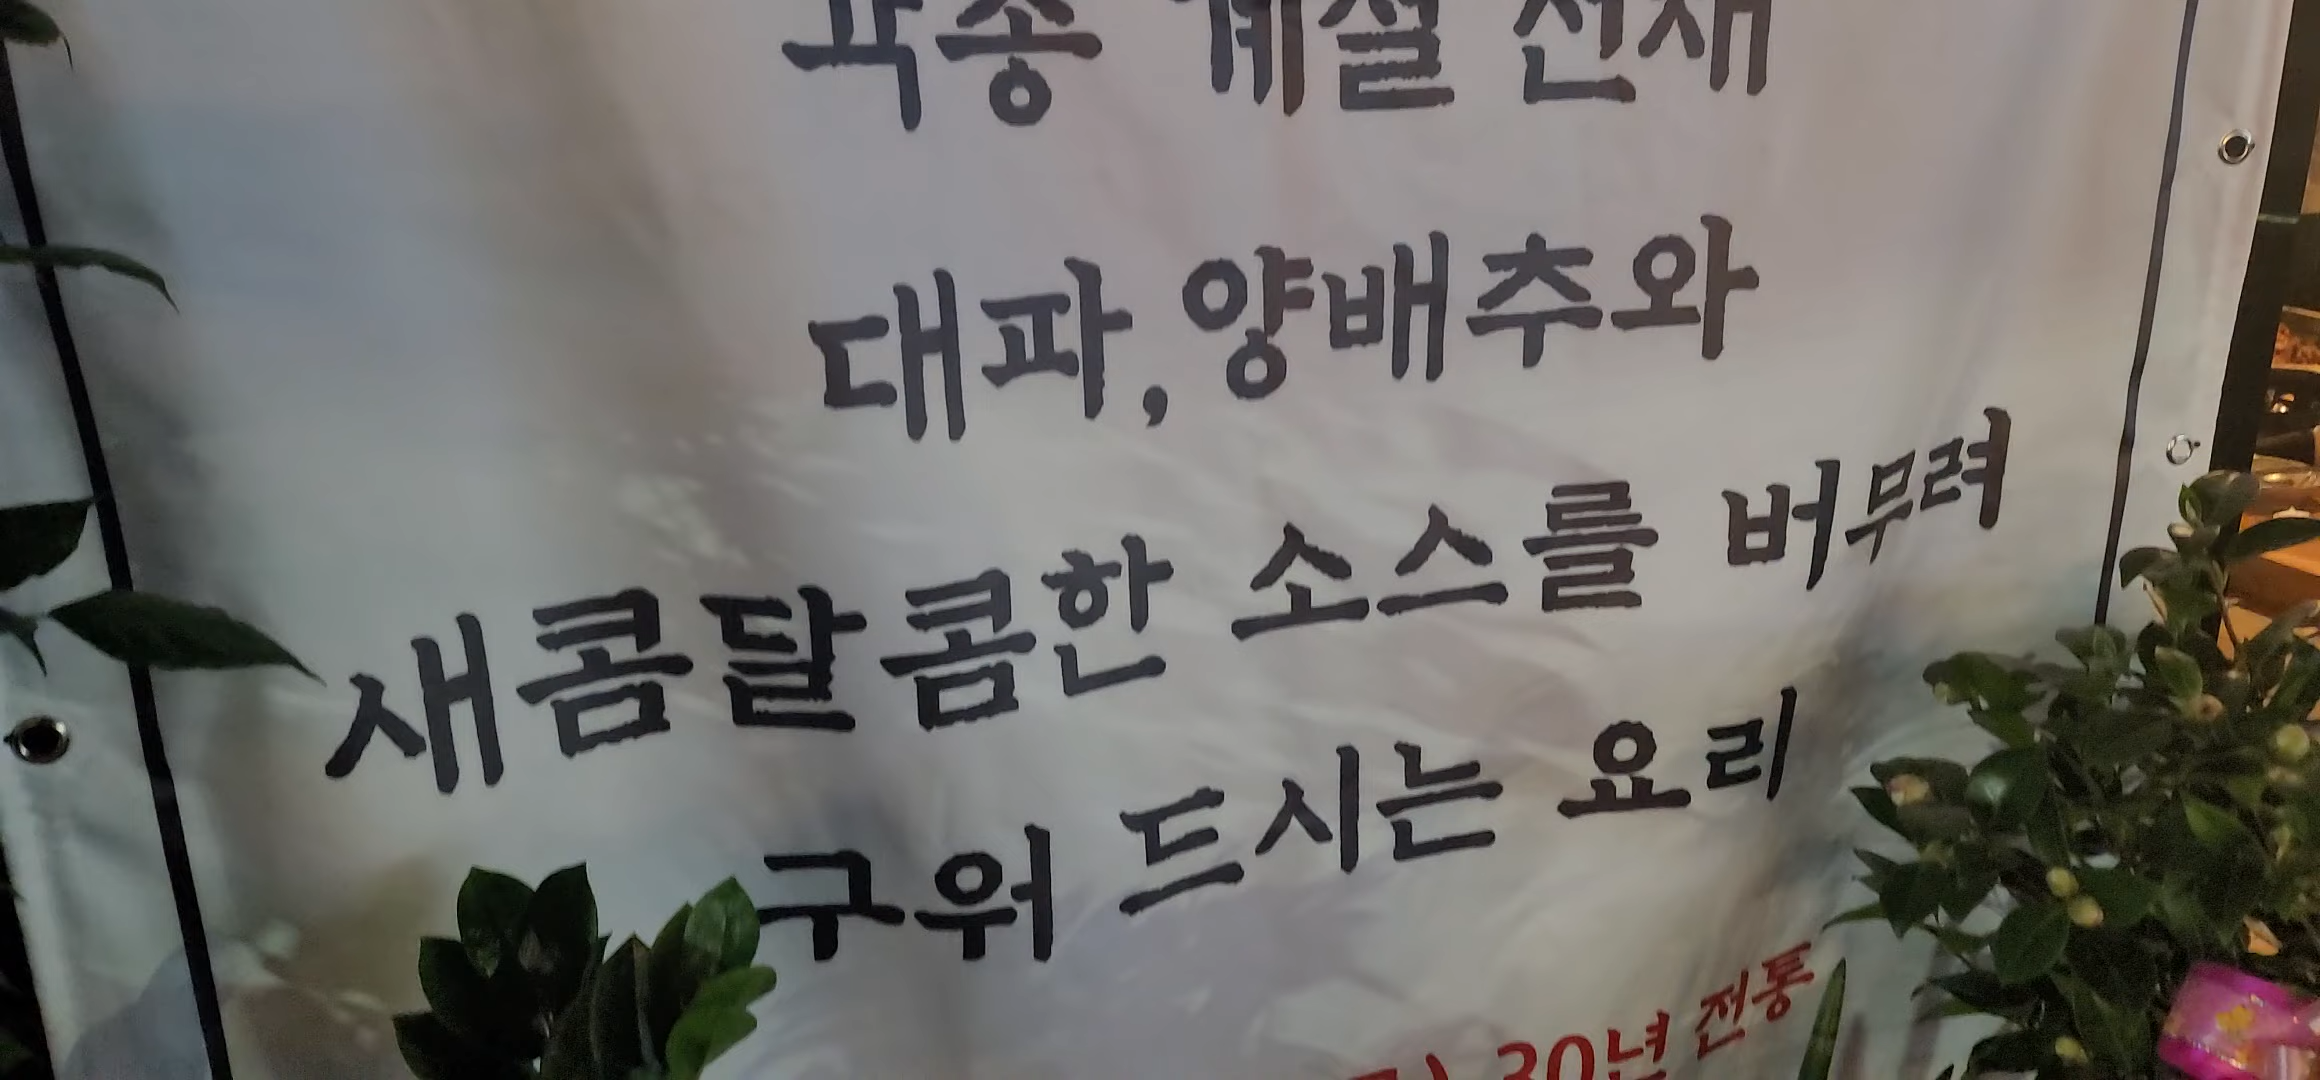 대파,양배추와
새콤달콤한 소스를 버무려
구워 드시는 요리
30년 전통